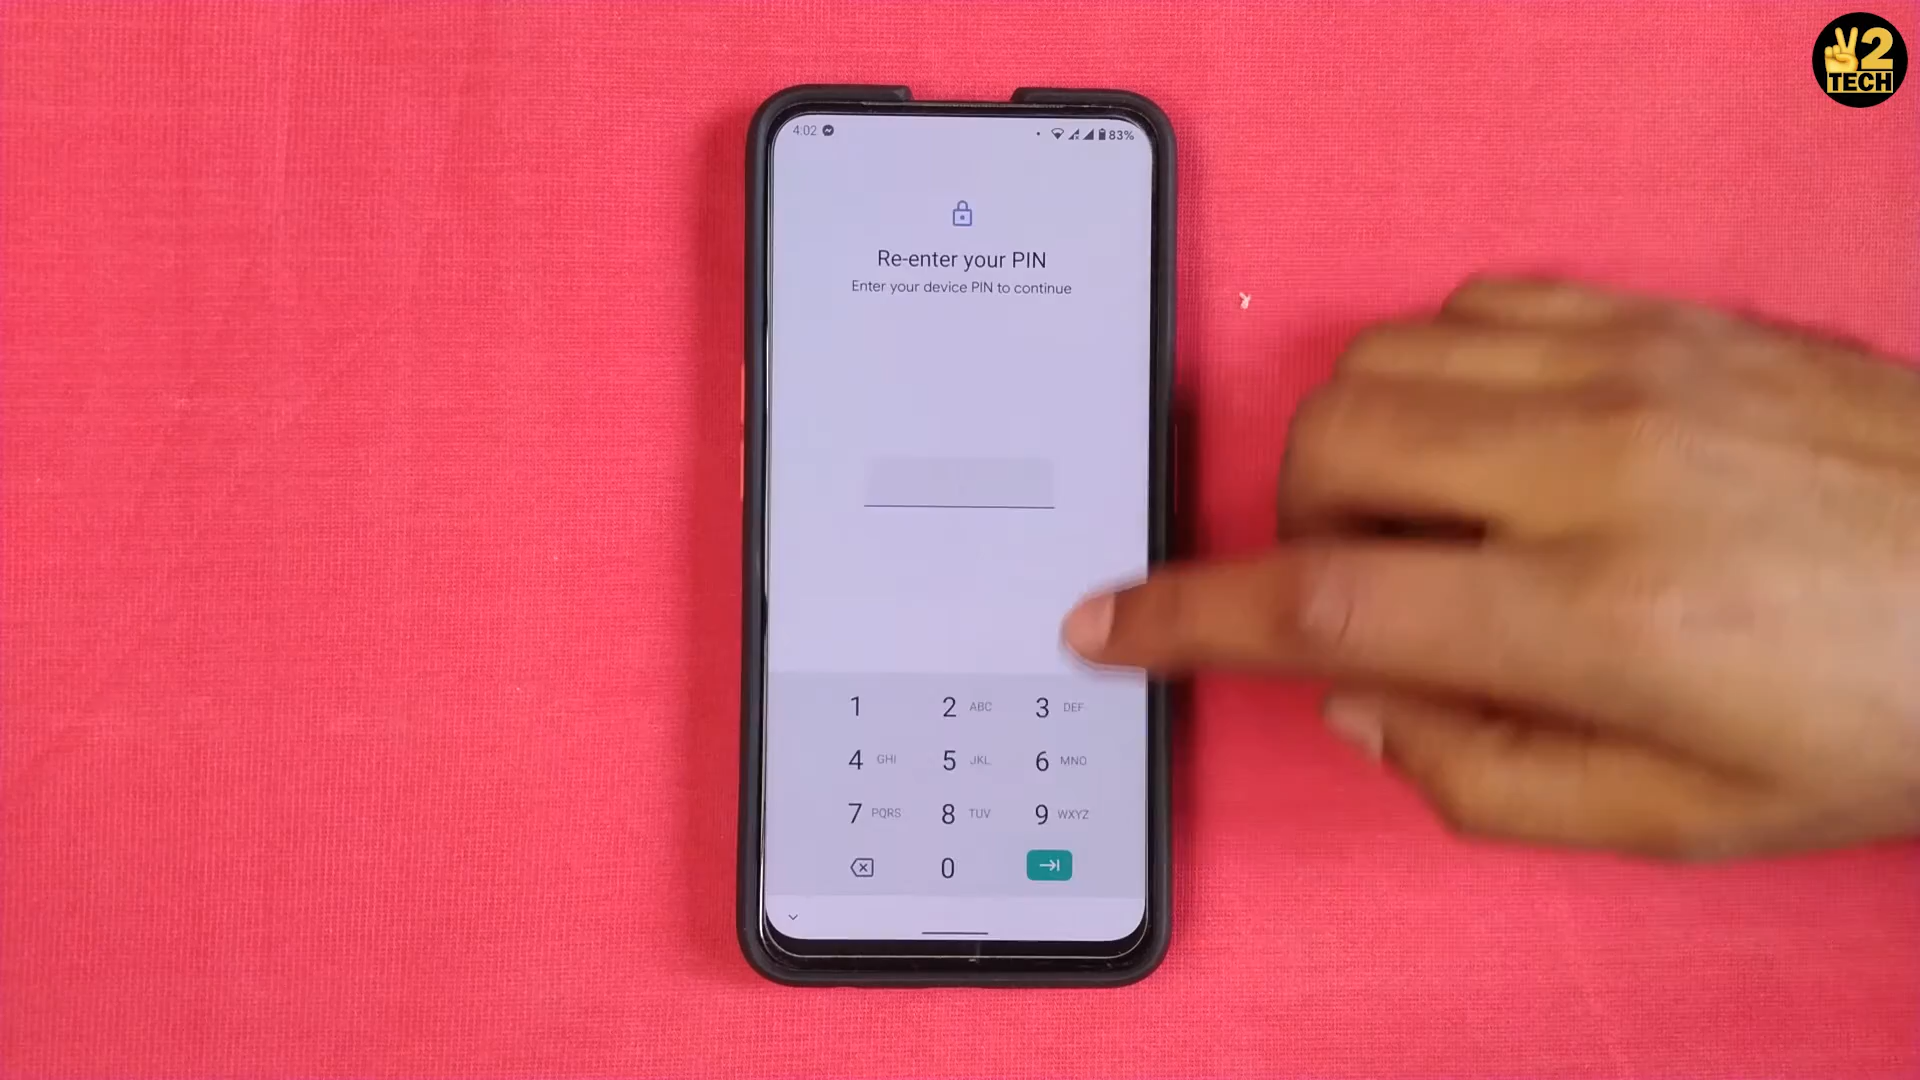 2
TECH
4:02
83%
Re-enter your PIN
Enter your device PIN to continue
1 2 ABC 3 DEF
4 GHI 5 JKL 6 MNO
7 PQRS 8 TUV 9 WXYZ
0